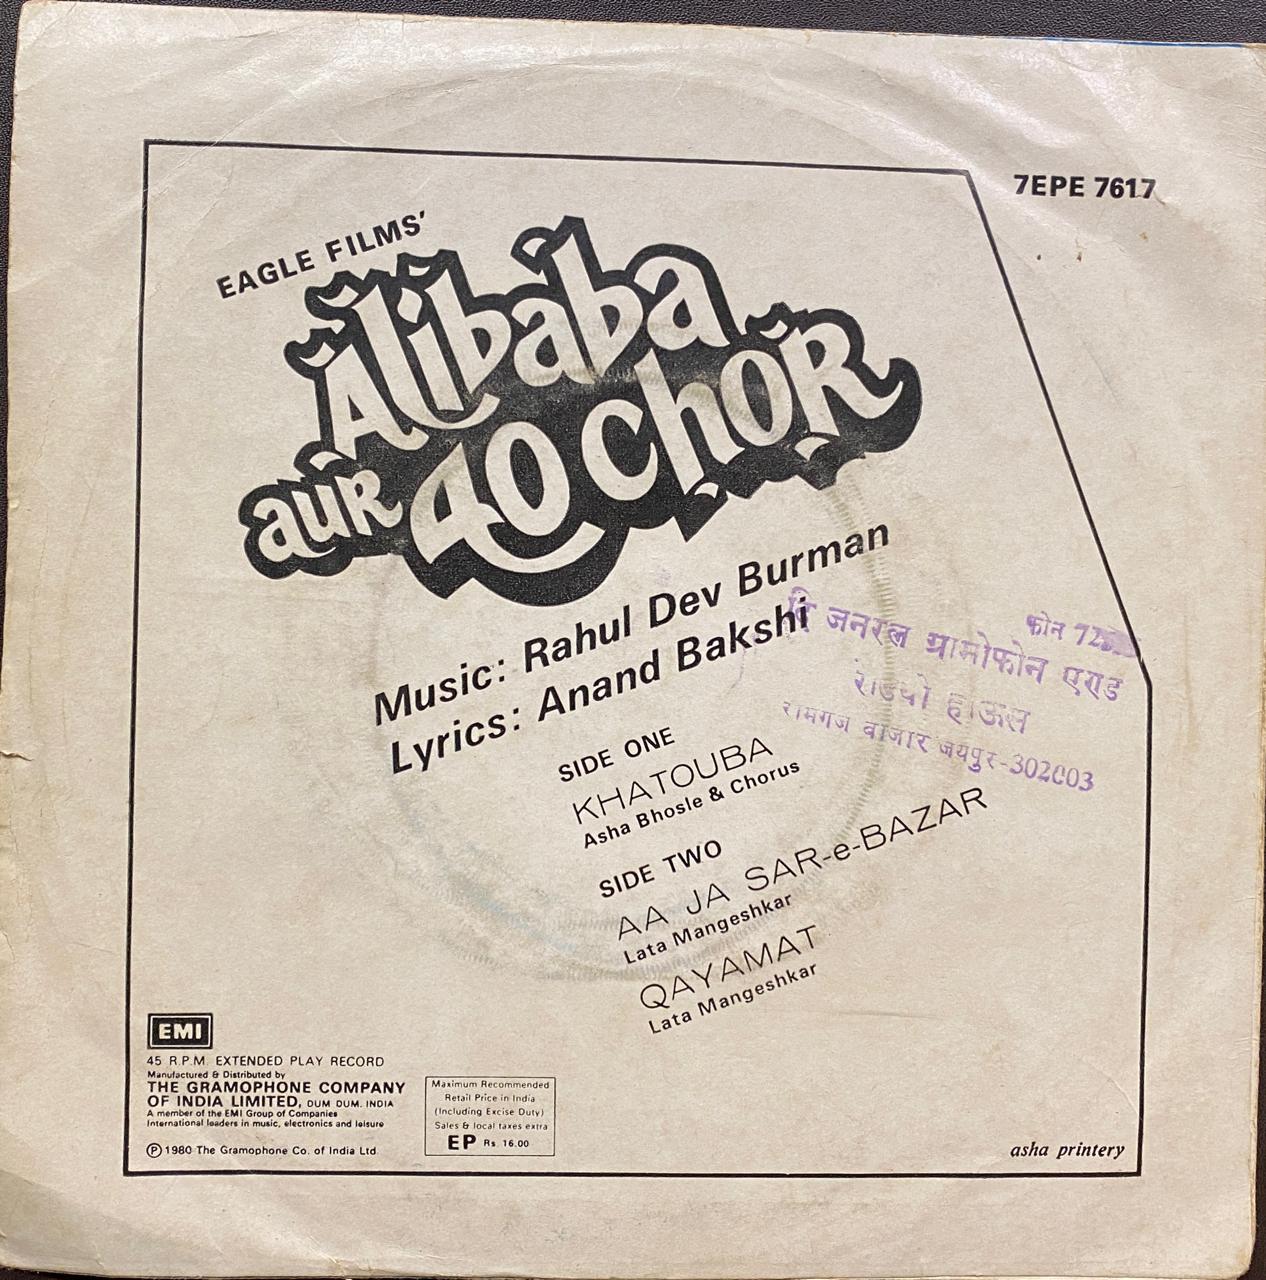 7EPE 7617
EAGLE FILMS'
Alibaba
aur 40 Chor
Music: Rahul Dev Burman
Lyrics: Anand Bakshi
फोन 72
दि जनरल ग्रामोफोन एण्ड
रेडियो हाऊस
रामगंज बाजार जयपुर-302003
SIDE ONE
KHATOUBA
Asha Bhosle & Chorus
SIDE TWO
AA JA SAR-e-BAZAR
Lata Mangeshkar
QAYAMAT
Lata Mangeshkar
EMI
45 R.P.M. EXTENDED PLAY RECORD
Manufactured & Distributed by
THE GRAMOPHONE COMPANY
OF INDIA LIMITED, DUM DUM. INDIA
A member of the EMI Group of Companies
International leaders in music, electronics and leisure
Ⓟ 1980 The Gramophone Co. of India Ltd.
Maximum Recommended
Retail Price in India
(Including Excise Duty)
Sales & local taxes extra
EP Rs. 16.00
asha printery